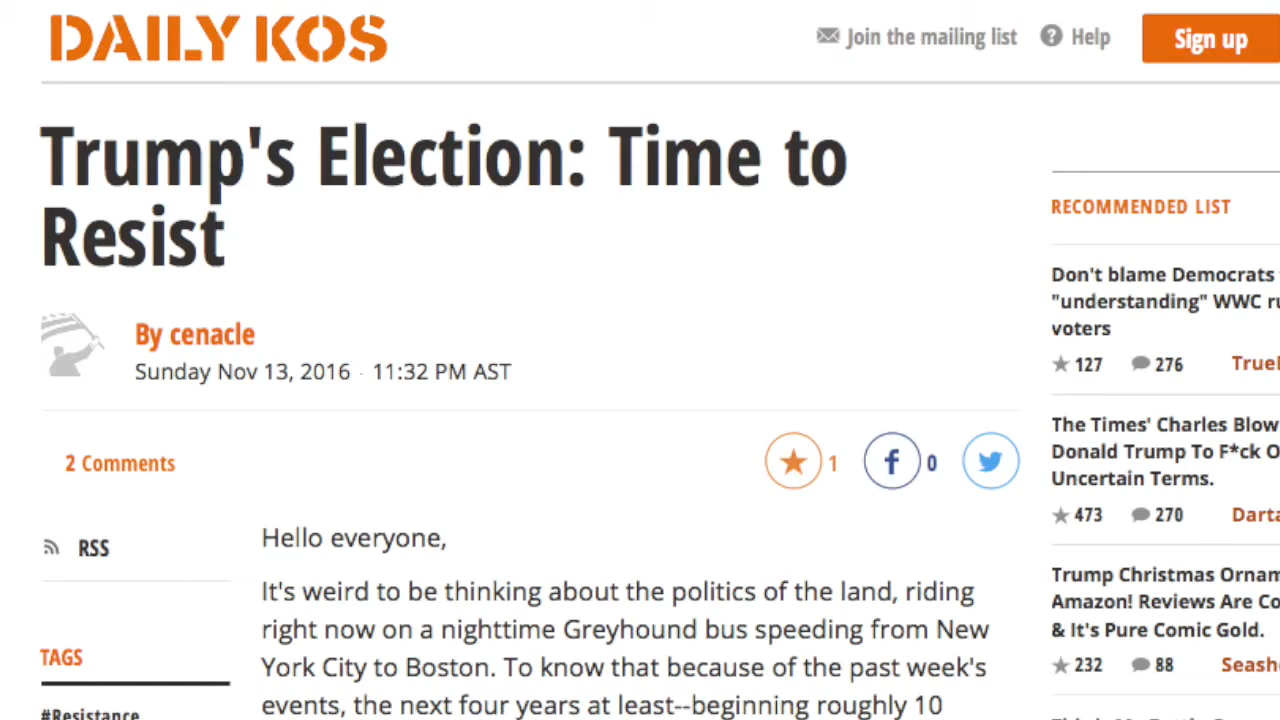 DAILY KOS
Join the mailing list
Help
Sign up
Trump's Election: Time to
Resist
By cenacle
Sunday Nov 13, 2016 · 11:32 PM AST
2 Comments
1
0
RSS
TAGS
#Resistance
Hello everyone,
It's weird to be thinking about the politics of the land, riding
right now on a nighttime Greyhound bus speeding from New
York City to Boston. To know that because of the past week's
events, the next four years at least--beginning roughly 10
RECOMMENDED LIST
Don't blame Democrats
"understanding" WWC
voters
127 276
The Times' Charles Blow
Donald Trump To F*ck
Uncertain Terms.
473 270
Trump Christmas
Amazon! Reviews Are
& It's Pure Comic Gold.
232 88